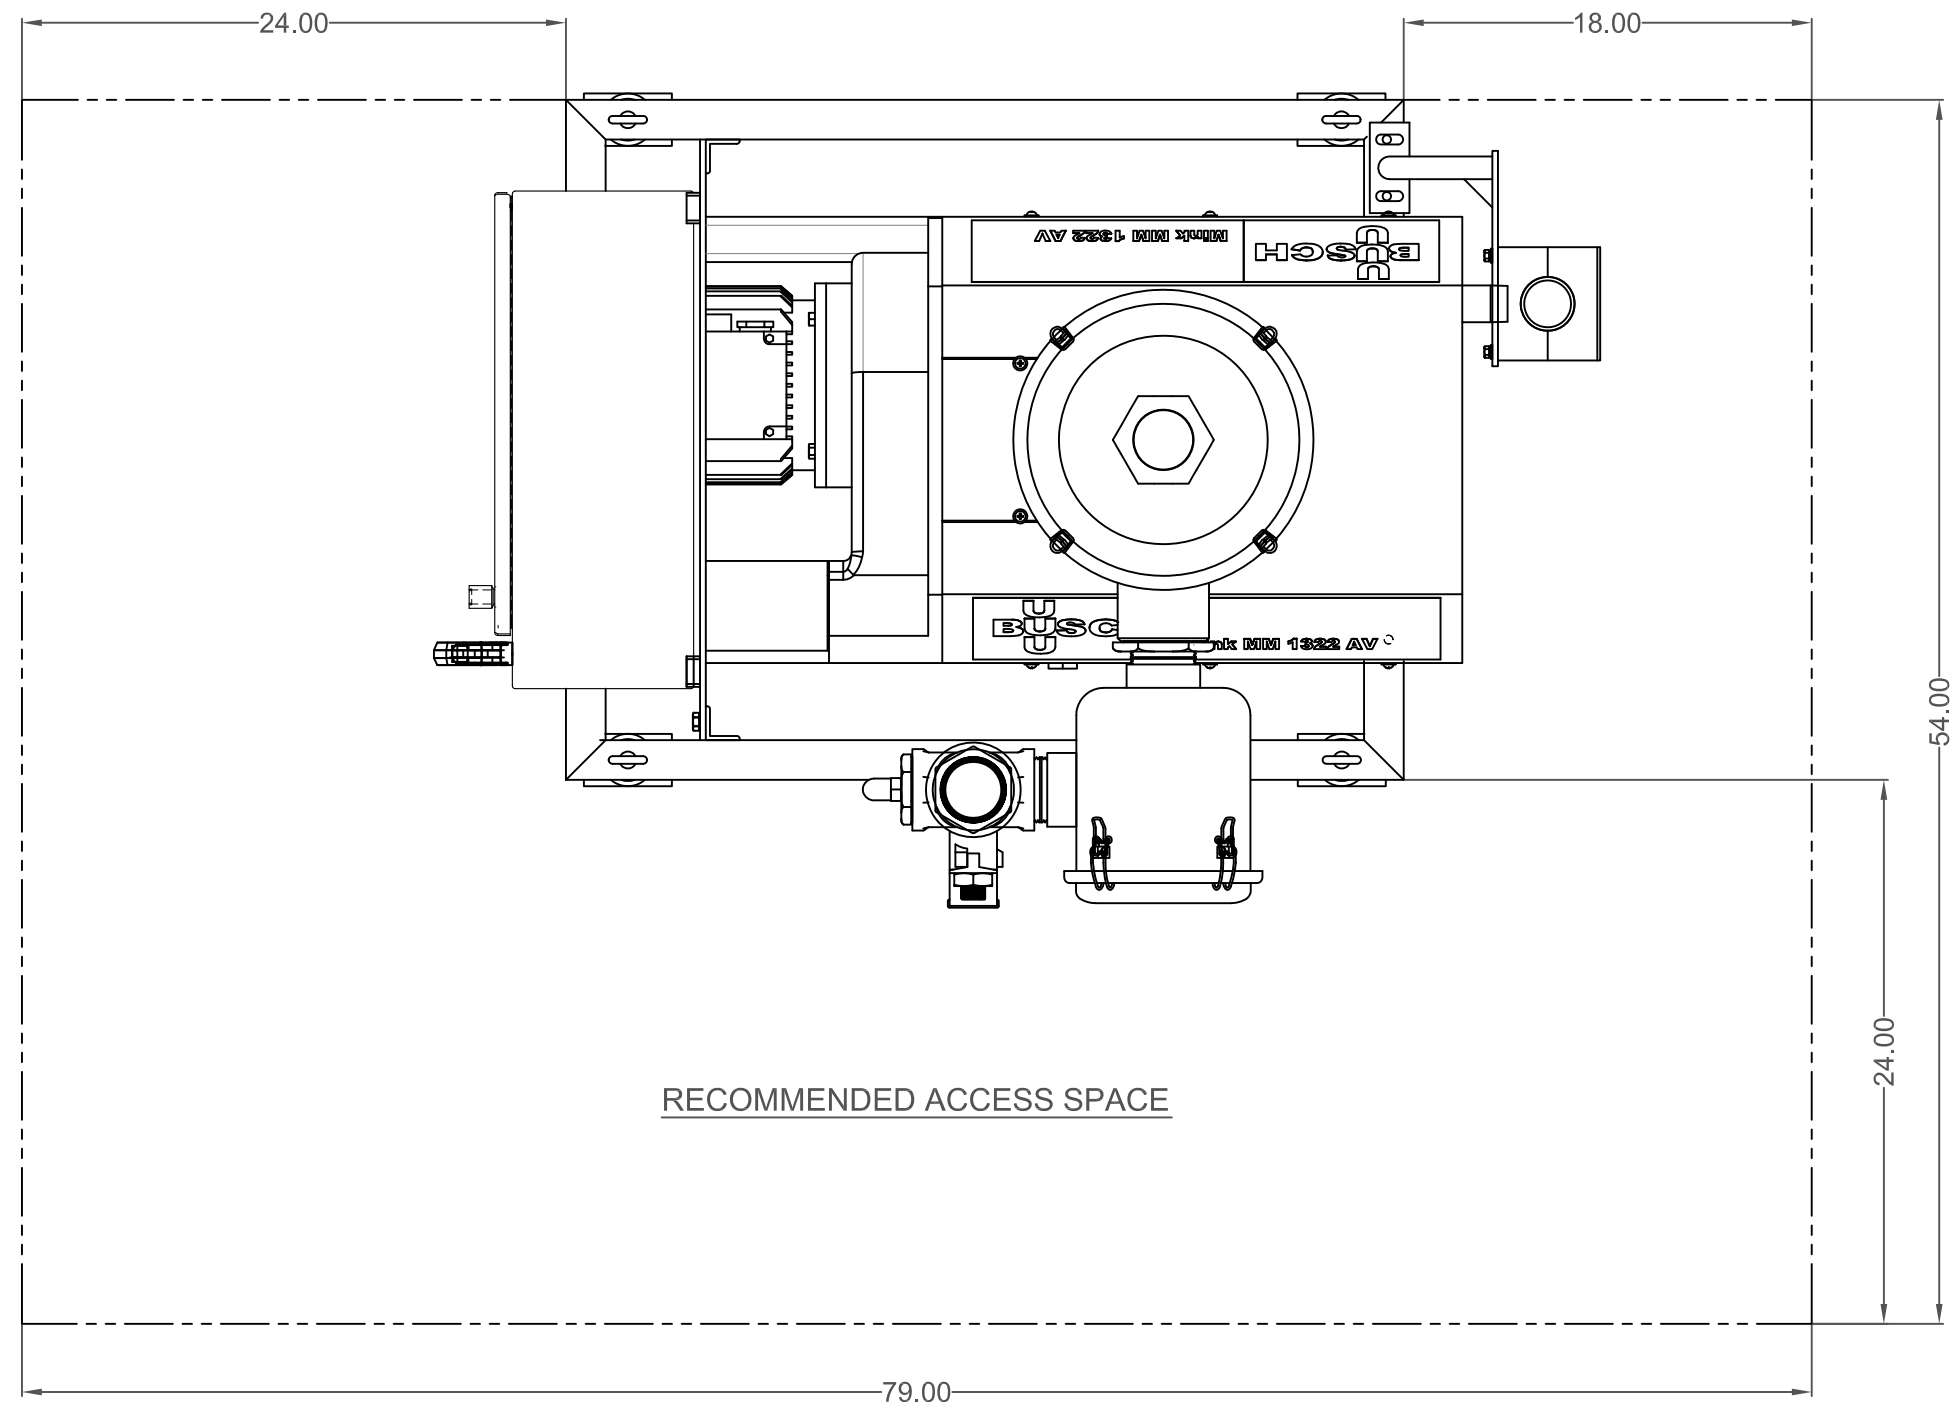 24.00
18.00
Mink MM 1322 AV
BUSCH
BUSC
nk MM 1322 AV
54.00
24.00
RECOMMENDED ACCESS SPACE
79.00